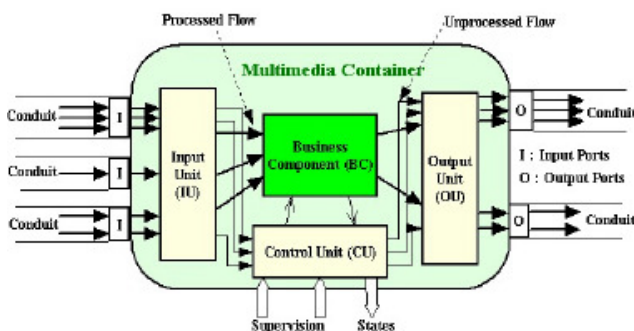 Processed Flow
Unprocessed Flow
Multimedia Container
Conduit
I
Conduit
I
Conduit
I
Input
Unit
(IU)
Business
Component (BC)
Control Unit (CU)
Output
Unit
(OU)
O
Conduit
I : Input Ports
O : Output Ports
O
Conduit
Supervision
States